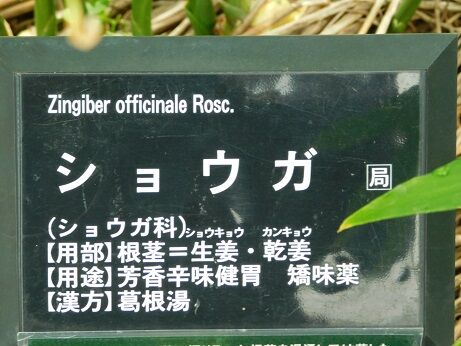 Zingiber officinale Rosc.
ショウガ 局
(ショウガ科)
ショウキョウ カンキョウ
【用部】根茎=生姜・乾姜
【用途】芳香辛味健胃 矯味薬
【漢方】葛根湯